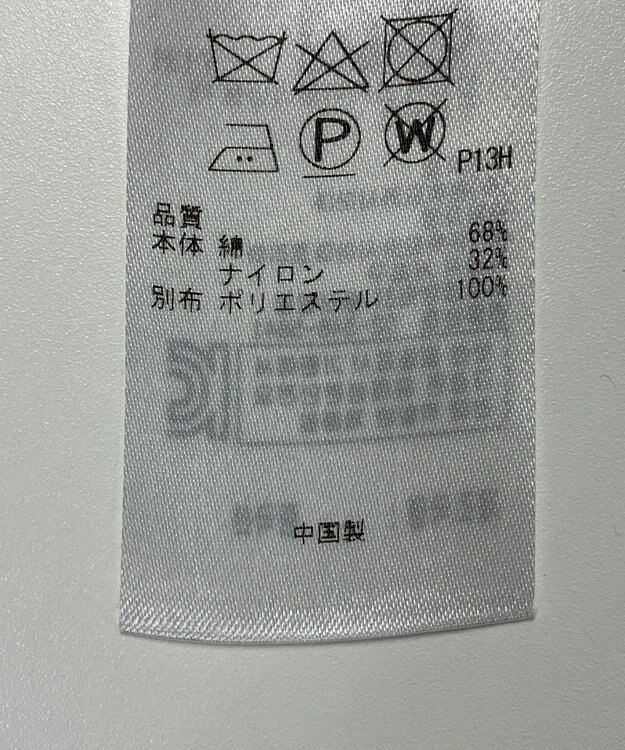 P W P13H
品質
本体 綿 68%
ナイロン 32%
別布 ポリエステル 100%
中国製